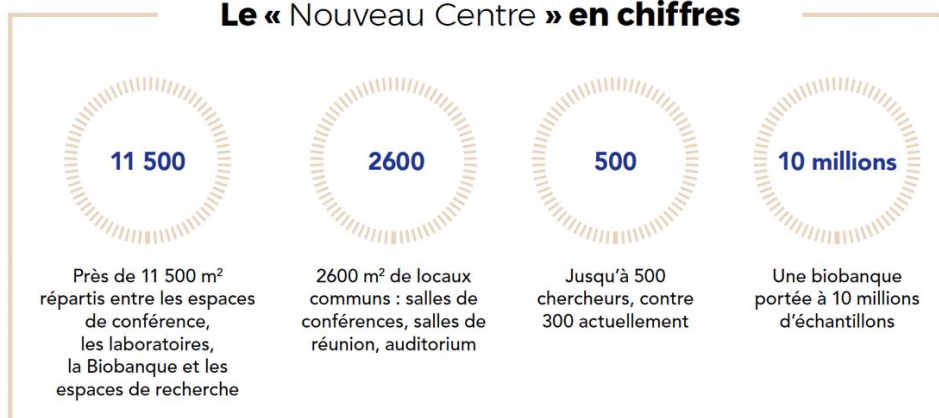 Le « Nouveau Centre » en chiffres
11 500
Près de 11 500 m²
répartis entre les espaces
de conférence,
les laboratoires,
la Biobanque et les
espaces de recherche
2600
2600 m² de locaux
communs : salles de
conférences, salles de
réunion, auditorium
500
Jusqu’à 500
chercheurs, contre
300 actuellement
10 millions
Une biobanque
portée à 10 millions
d’échantillons